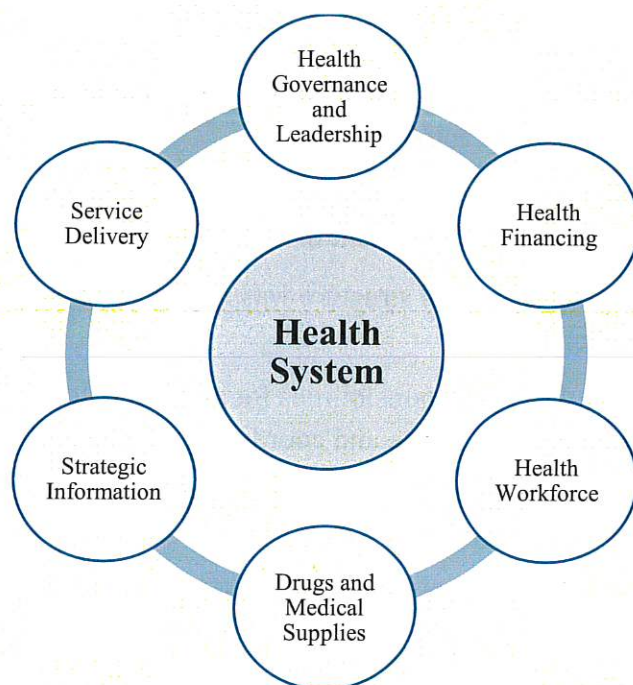 Health
Governance
and
Leadership
Service
Delivery
Health
Financing
Health
System
Strategic
Information
Health
Workforce
Drugs and
Medical
Supplies